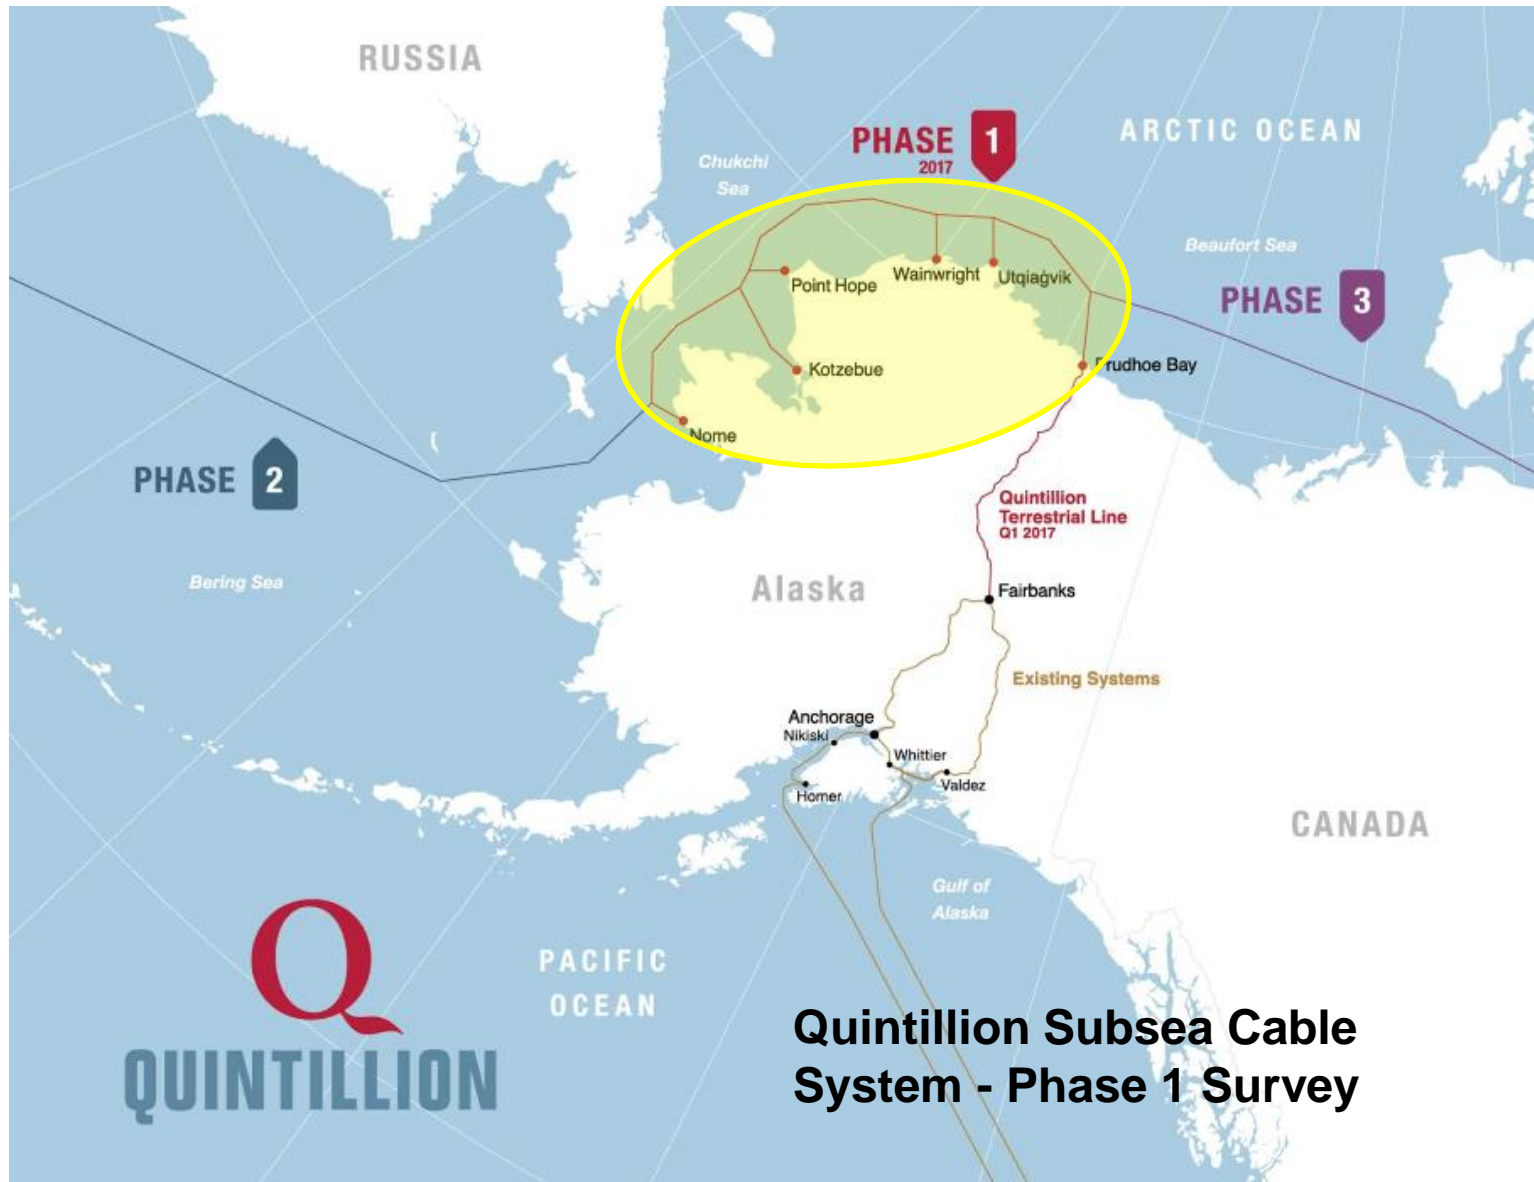 RUSSIA
PHASE 1
2017
ARCTIC OCEAN
Chukchi
Sea
Beaufort Sea
Point Hope
Wainwright
Utqiaġvik
PHASE 3
Kotzebue
Prudhoe Bay
Nome
PHASE 2
Quintillion
Terrestrial Line
Q1 2017
Bering Sea
Alaska
Fairbanks
Existing Systems
Anchorage
Nikiski
Whittier
Valdez
Homer
CANADA
Gulf of
Alaska
PACIFIC
OCEAN
Q
QUINTILLION
Quintillion Subsea Cable
System - Phase 1 Survey